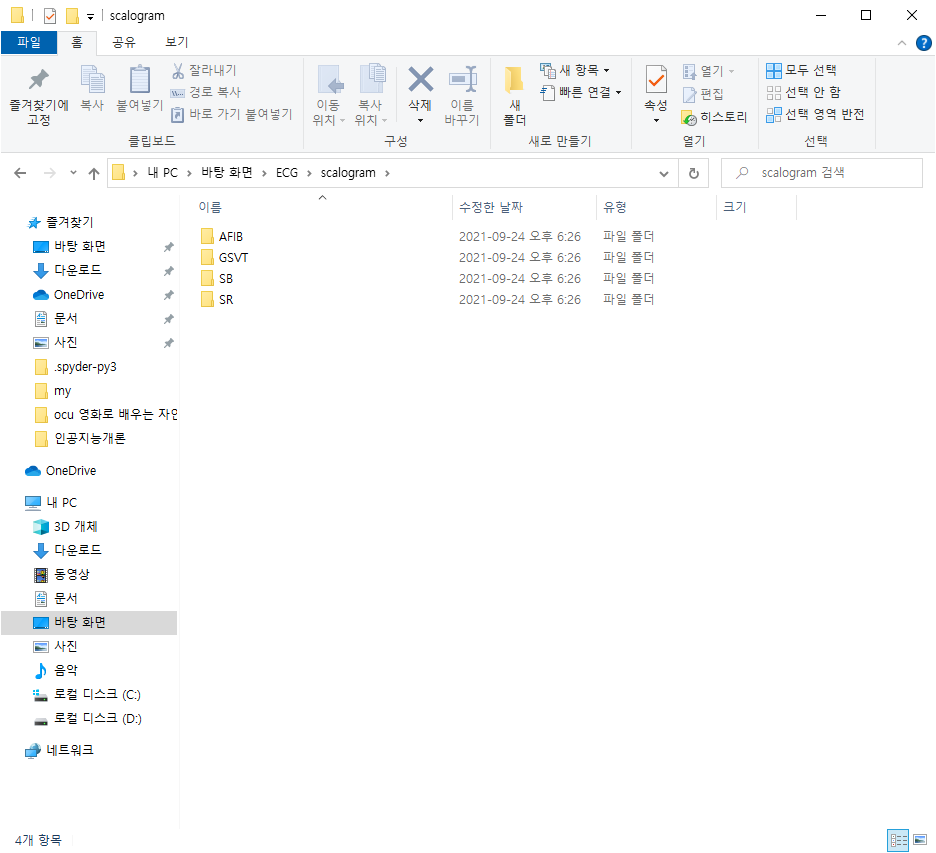 scalogram
파일
홈
공유
보기
즐겨찾기에
고정
복사
붙여넣기
잘라내기
경로 복사
바로 가기 붙여넣기
클립보드
이동
위치
복사
위치
삭제
이름
바꾸기
구성
새
폴더
새 항목
빠른 연결
새로 만들기
속성
열기
편집
히스토리
열기
모두 선택
선택 안 함
선택 영역 반전
선택
내 PC > 바탕 화면 > ECG > scalogram >
scalogram 검색
이름 수정한 날짜 유형 크기
AFIB 2021-09-24 오후 6:26 파일 폴더
GSVT 2021-09-24 오후 6:26 파일 폴더
SB 2021-09-24 오후 6:26 파일 폴더
SR 2021-09-24 오후 6:26 파일 폴더
즐겨찾기
바탕 화면
다운로드
OneDrive
문서
사진
.spyder-py3
my
ocu 영화로 배우는 자연
인공지능개론
OneDrive
내 PC
3D 개체
다운로드
동영상
문서
바탕 화면
사진
음악
로컬 디스크 (C:)
로컬 디스크 (D:)
네트워크
4개 항목